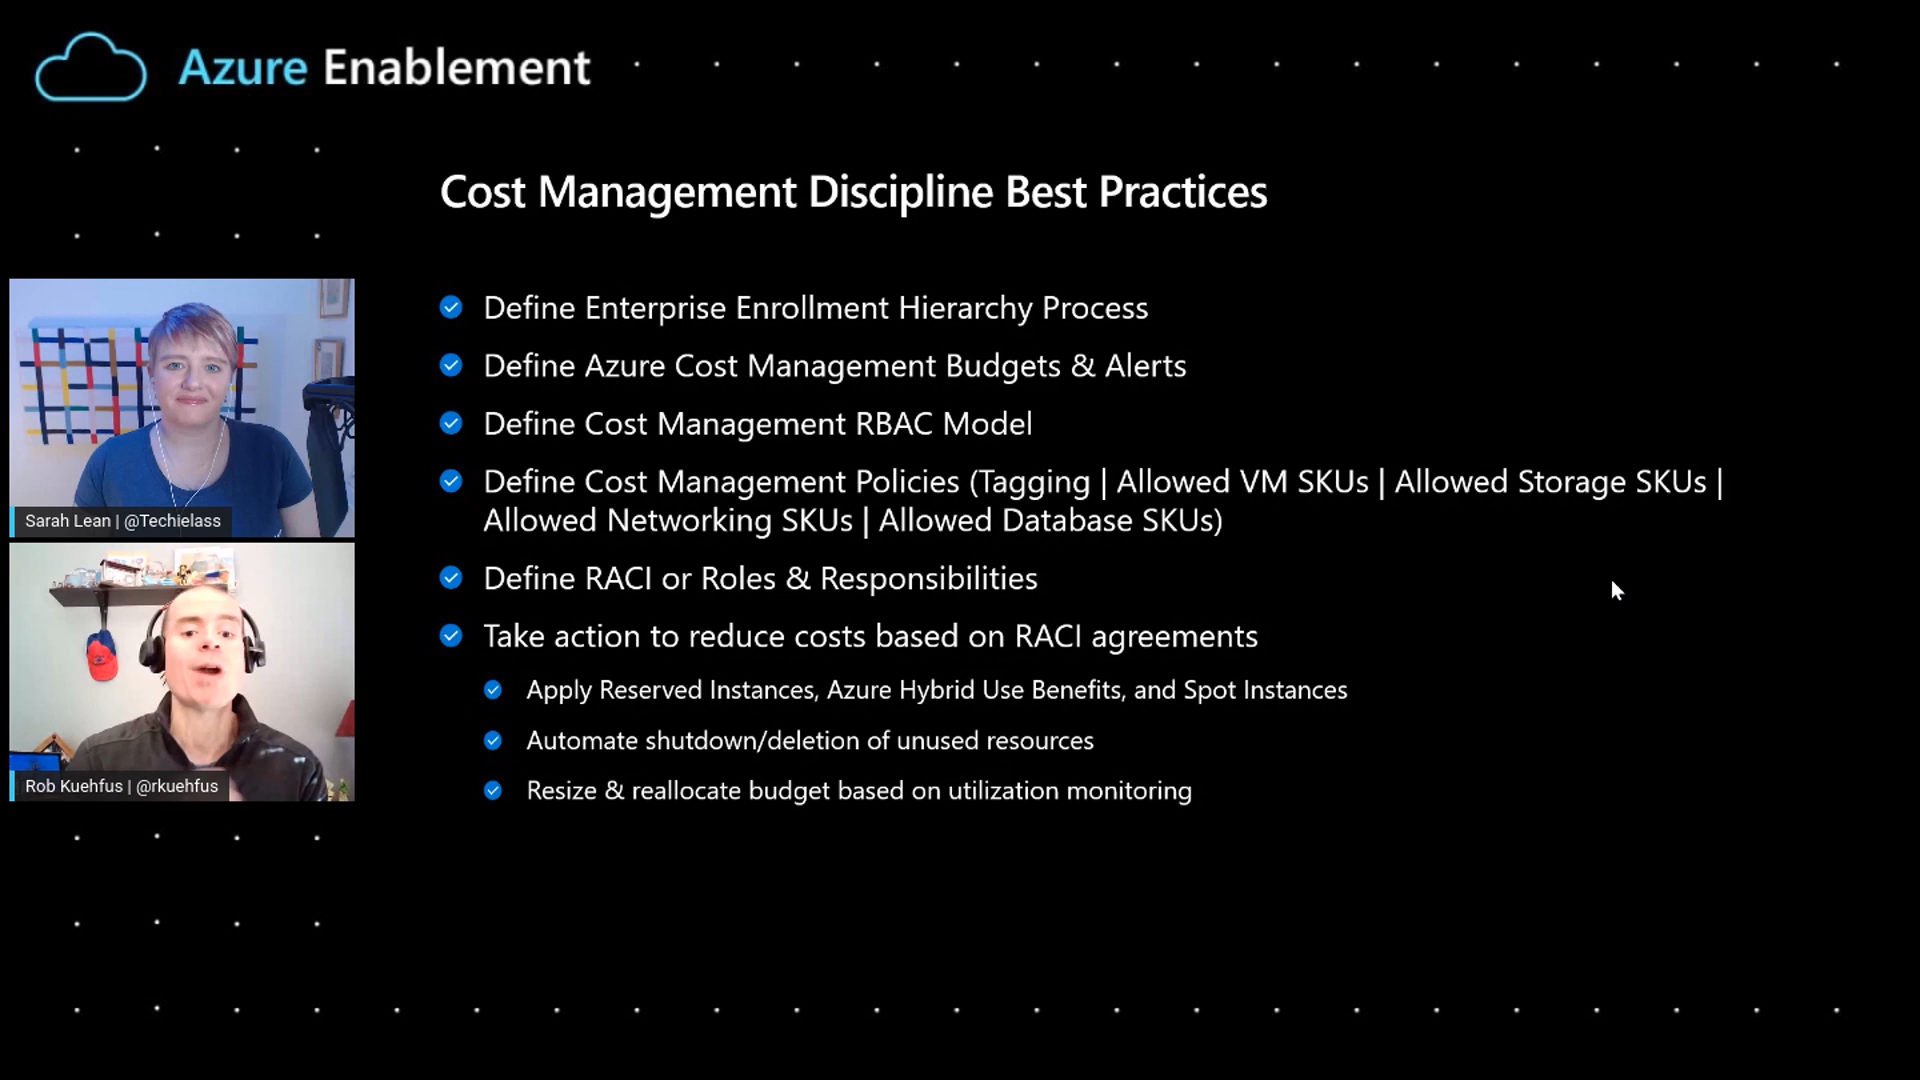 Azure Enablement
Cost Management Discipline Best Practices
Define Enterprise Enrollment Hierarchy Process
Define Azure Cost Management Budgets & Alerts
Define Cost Management RBAC Model
Define Cost Management Policies (Tagging | Allowed VM SKUs | Allowed Storage SKUs |
Allowed Networking SKUs | Allowed Database SKUs)
Define RACI or Roles & Responsibilities
Take action to reduce costs based on RACI agreements
Apply Reserved Instances, Azure Hybrid Use Benefits, and Spot Instances
Automate shutdown/deletion of unused resources
Resize & reallocate budget based on utilization monitoring
Sarah Lean | @Techielass
Rob Kuehfus | @rkuehfus